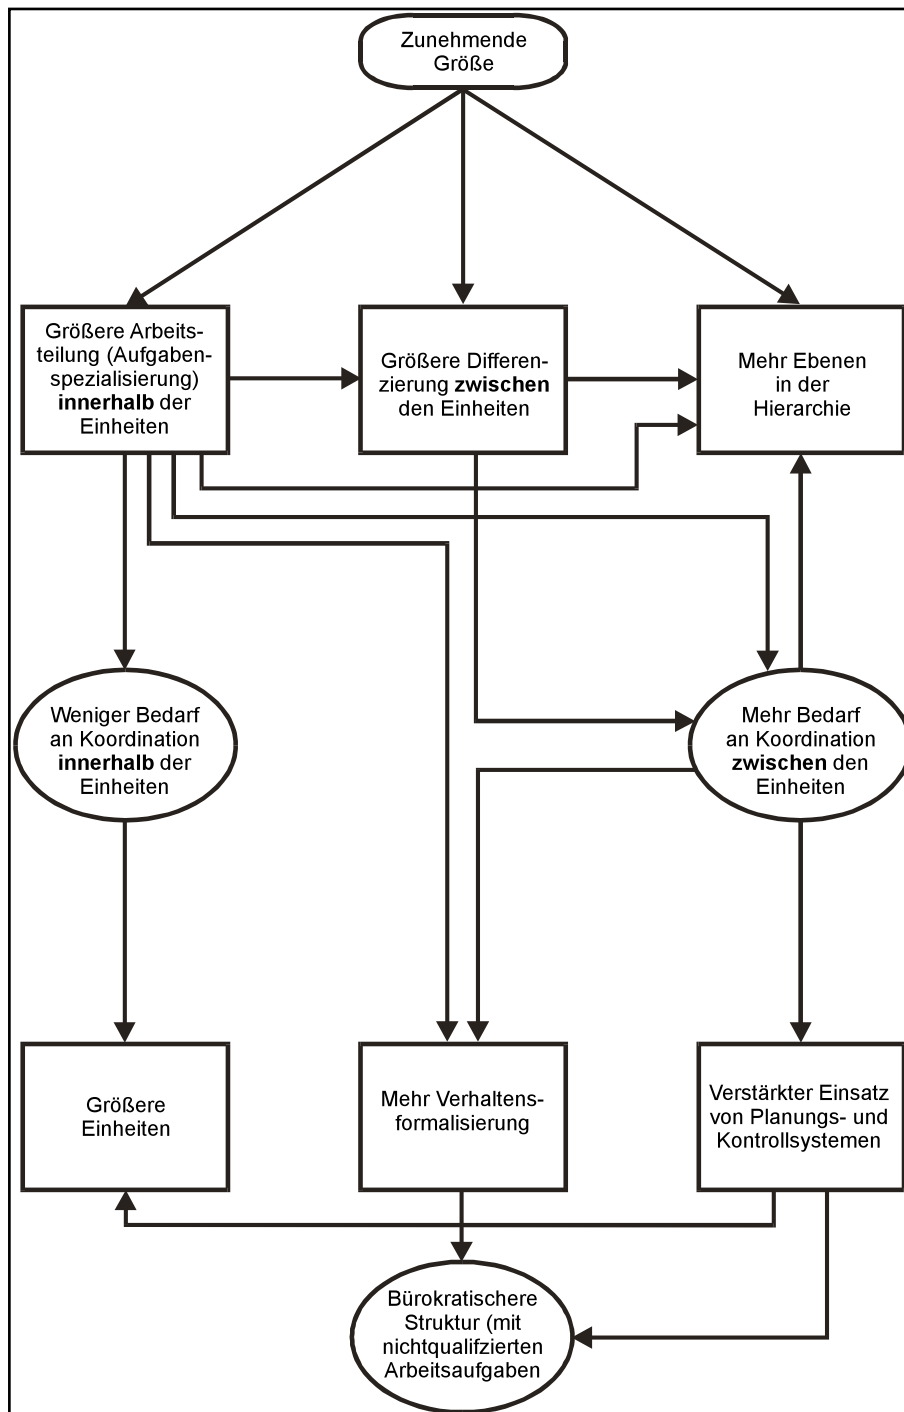 Zunehmende
Größe
Größere Arbeits-
teilung (Aufgaben-
spezialisierung)
innerhalb der
Einheiten
Größere Differen-
zierung zwischen
den Einheiten
Mehr Ebenen
in der
Hierarchie
Weniger Bedarf
an Koordination
innerhalb der
Einheiten
Mehr Bedarf
an Koordination
zwischen den
Einheiten
Größere
Einheiten
Mehr Verhaltens-
formalisierung
Verstärkter Einsatz
von Planungs- und
Kontrollsystemen
Bürokratischere
Struktur (mit
nichtqualifzierten
Arbeitsaufgaben